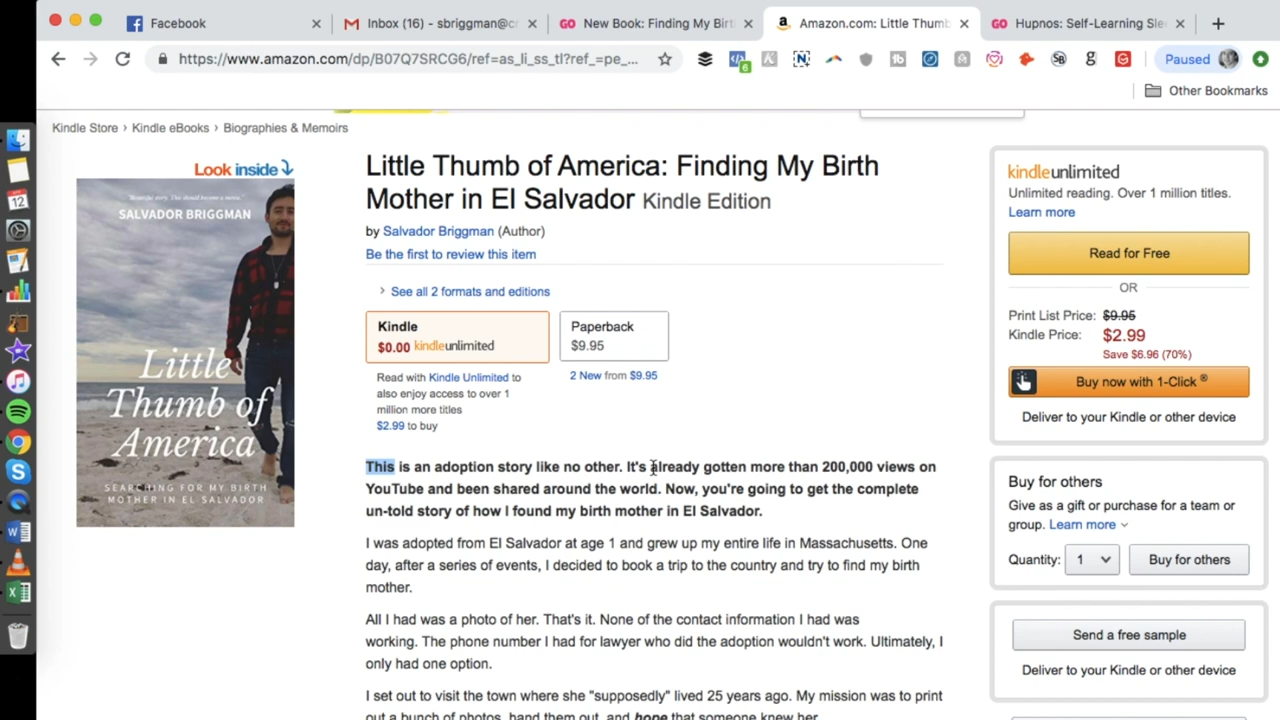 Facebook
Inbox (16) - sbriggman@c
New Book: Finding My Birt
Amazon.com: Little Thumb
Hupnos: Self-Learning Sle
https://www.amazon.com/dp/B07Q7SRCG6/ref=as_li_ss_tl?ref_=pe_...
6
Paused
Other Bookmarks
Kindle Store › Kindle eBooks › Biographies & Memoirs
Look inside
SALVADOR BRIGGMAN
Little
Thumb of
America
SEARCHING FOR MY BIRTH
MOTHER IN EL SALVADOR
Little Thumb of America: Finding My Birth
Mother in El Salvador Kindle Edition
by Salvador Briggman (Author)
Be the first to review this item
See all 2 formats and editions
Kindle
$0.00 kindleunlimited
Paperback
$9.95
Read with Kindle Unlimited to
also enjoy access to over 1
million more titles
$2.99 to buy
2 New from $9.95
This is an adoption story like no other. It's already gotten more than 200,000 views on
YouTube and been shared around the world. Now, you're going to get the complete
un-told story of how I found my birth mother in El Salvador.
I was adopted from El Salvador at age 1 and grew up my entire life in Massachusetts. One
day, after a series of events, I decided to book a trip to the country and try to find my birth
mother.
All I had was a photo of her. That's it. None of the contact information I had was
working. The phone number I had for lawyer who did the adoption wouldn't work. Ultimately, I
only had one option.
I set out to visit the town where she "supposedly" lived 25 years ago. My mission was to print
out a bunch of photos, hand them out, and hope that someone knew her.
kindleunlimited
Unlimited reading. Over 1 million titles.
Learn more
Read for Free
OR
Print List Price: $9.95
Kindle Price: $2.99
Save $6.96 (70%)
Buy now with 1-Click ®
Deliver to your Kindle or other device
Buy for others
Give as a gift or purchase for a team or
group. Learn more
Quantity: 1
Buy for others
Send a free sample
Deliver to your Kindle or other device